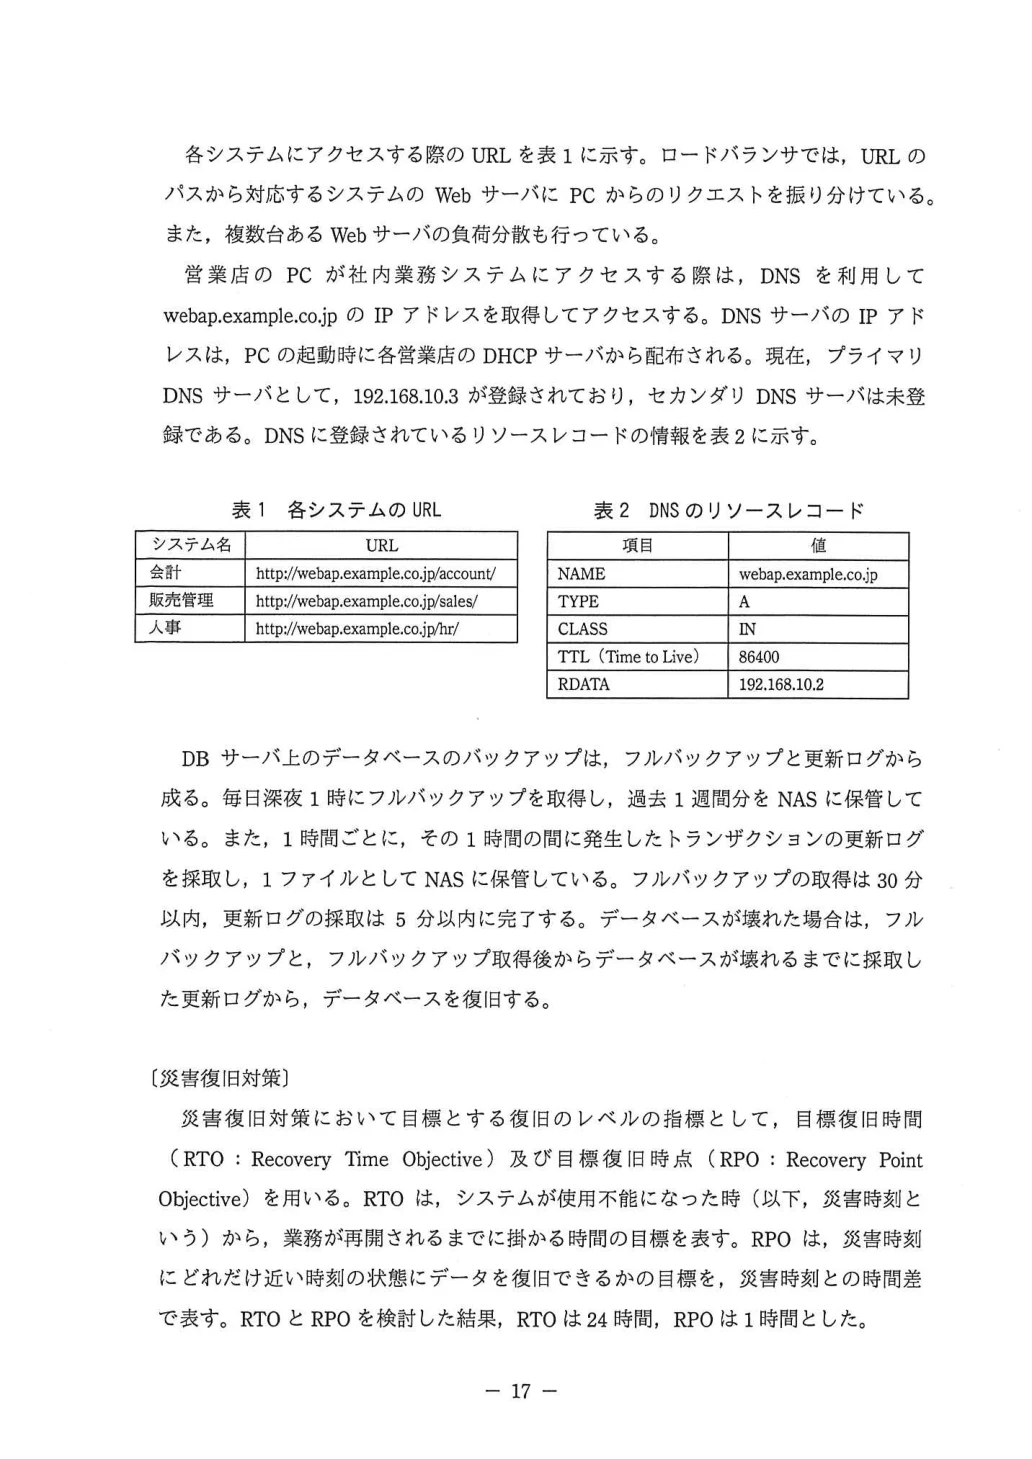 各システムにアクセスする際の URL を表 1 に示す。ロードバランサでは，URL の
パスから対応するシステムの Web サーバに PC からのリクエストを振り分けている。
また，複数台ある Web サーバの負荷分散も行っている。
営業店の PC が社内業務システムにアクセスする際は，DNS を利用して
webap.example.co.jp の IP アドレスを取得してアクセスする。DNS サーバの IP アド
レスは，PC の起動時に各営業店の DHCP サーバから配布される。現在，プライマリ
DNS サーバとして，192.168.10.3 が登録されており，セカンダリ DNS サーバは未登
録である。DNS に登録されているリソースレコードの情報を表 2 に示す。
表 1 各システムの URL
システム名 URL
会計 http://webap.example.co.jp/account/
販売管理 http://webap.example.co.jp/sales/
人事 http://webap.example.co.jp/hr/
表 2 DNS のリソースレコード
項目 値
NAME webap.example.co.jp
TYPE A
CLASS IN
TTL（Time to Live） 86400
RDATA 192.168.10.2
DB サーバ上のデータベースのバックアップは，フルバックアップと更新ログから
成る。毎日深夜 1 時にフルバックアップを取得し，過去 1 週間分を NAS に保管して
いる。また，1 時間ごとに，その 1 時間の間に発生したトランザクションの更新ログ
を採取し，1 ファイルとして NAS に保管している。フルバックアップの取得は 30 分
以内，更新ログの採取は 5 分以内に完了する。データベースが壊れた場合は，フル
バックアップと，フルバックアップ取得後からデータベースが壊れるまでに採取し
た更新ログから，データベースを復旧する。
〔災害復旧対策〕
災害復旧対策において目標とする復旧のレベルの指標として，目標復旧時間
（RTO：Recovery Time Objective）及び目標復旧時点（RPO：Recovery Point
Objective）を用いる。RTO は，システムが使用不能になった時（以下，災害時刻と
いう）から，業務が再開されるまでに掛かる時間の目標を表す。RPO は，災害時刻
にどれだけ近い時刻の状態にデータを復旧できるかの目標を，災害時刻との時間差
で表す。RTO と RPO を検討した結果，RTO は 24 時間，RPO は 1 時間とした。
－ 17 －